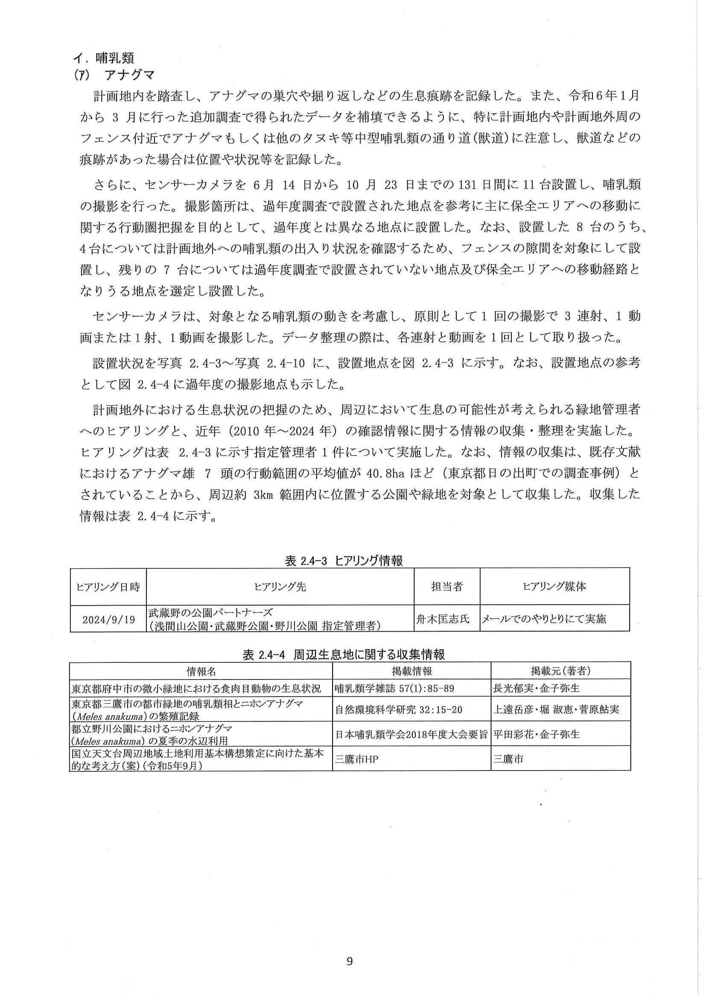 イ．哺乳類
(ｱ)　アナグマ
計画地内を踏査し、アナグマの巣穴や掘り返しなどの生息痕跡を記録した。また、令和６年１月
から 3 月に行った追加調査で得られたデータを補填できるように、特に計画地内や計画地外周の
フェンス付近でアナグマもしくは他のタヌキ等中型哺乳類の通り道(獣道)に注意し、獣道などの
痕跡があった場合は位置や状況等を記録した。
さらに、センサーカメラを 6 月 14 日から 10 月 23 日までの 131 日間に 11 台設置し、哺乳類
の撮影を行った。撮影箇所は、過年度調査で設置された地点を参考に主に保全エリアへの移動に
関する行動圏把握を目的として、過年度とは異なる地点に設置した。なお、設置した 8 台のうち、
4 台については計画地外への哺乳類の出入り状況を確認するため、フェンスの隙間を対象にして設
置し、残りの 7 台については過年度調査で設置されていない地点及び保全エリアへの移動経路と
なりうる地点を選定し設置した。
センサーカメラは、対象となる哺乳類の動きを考慮し、原則として 1 回の撮影で 3 連射、1 動
画または 1 射、1 動画を撮影した。データ整理の際は、各連射と動画を 1 回として取り扱った。
設置状況を写真 2.4-3～写真 2.4-10 に、設置地点を図 2.4-3 に示す。なお、設置地点の参考
として図 2.4-4 に過年度の撮影地点も示した。
計画地外における生息状況の把握のため、周辺において生息の可能性が考えられる緑地管理者
へのヒアリングと、近年（2010 年～2024 年）の確認情報に関する情報の収集・整理を実施した。
ヒアリングは表 2.4-3 に示す指定管理者 1 件について実施した。なお、情報の収集は、既存文献
におけるアナグマ雄 7 頭の行動範囲の平均値が 40.8ha ほど（東京都日の出町での調査事例）と
されていることから、周辺約 3km 範囲内に位置する公園や緑地を対象として収集した。収集した
情報は表 2.4-4 に示す。
表 2.4-3 ヒアリング情報
ヒアリング日時 ヒアリング先 担当者 ヒアリング媒体
2024/9/19 武蔵野の公園パートナーズ
（浅間山公園・武蔵野公園・野川公園 指定管理者） 舟木匡志氏 メールでのやりとりにて実施
表 2.4-4 周辺生息地に関する収集情報
情報名 掲載情報 掲載元(著者)
東京都府中市の微小緑地における食肉目動物の生息状況 哺乳類学雑誌 57(1):85-89 長光郁実・金子弥生
東京都三鷹市の都市緑地の哺乳類相とニホンアナグマ
(Meles anakuma)の繁殖記録 自然環境科学研究 32:15-20 上遠岳彦・堀 淑恵・菅原鮎実
都立野川公園におけるニホンアナグマ
(Meles anakuma) の夏季の水辺利用 日本哺乳類学会2018年度大会要旨 平田彩花・金子弥生
国立天文台周辺地域土地利用基本構想策定に向けた基本
的な考え方(案)(令和5年9月) 三鷹市HP 三鷹市
9